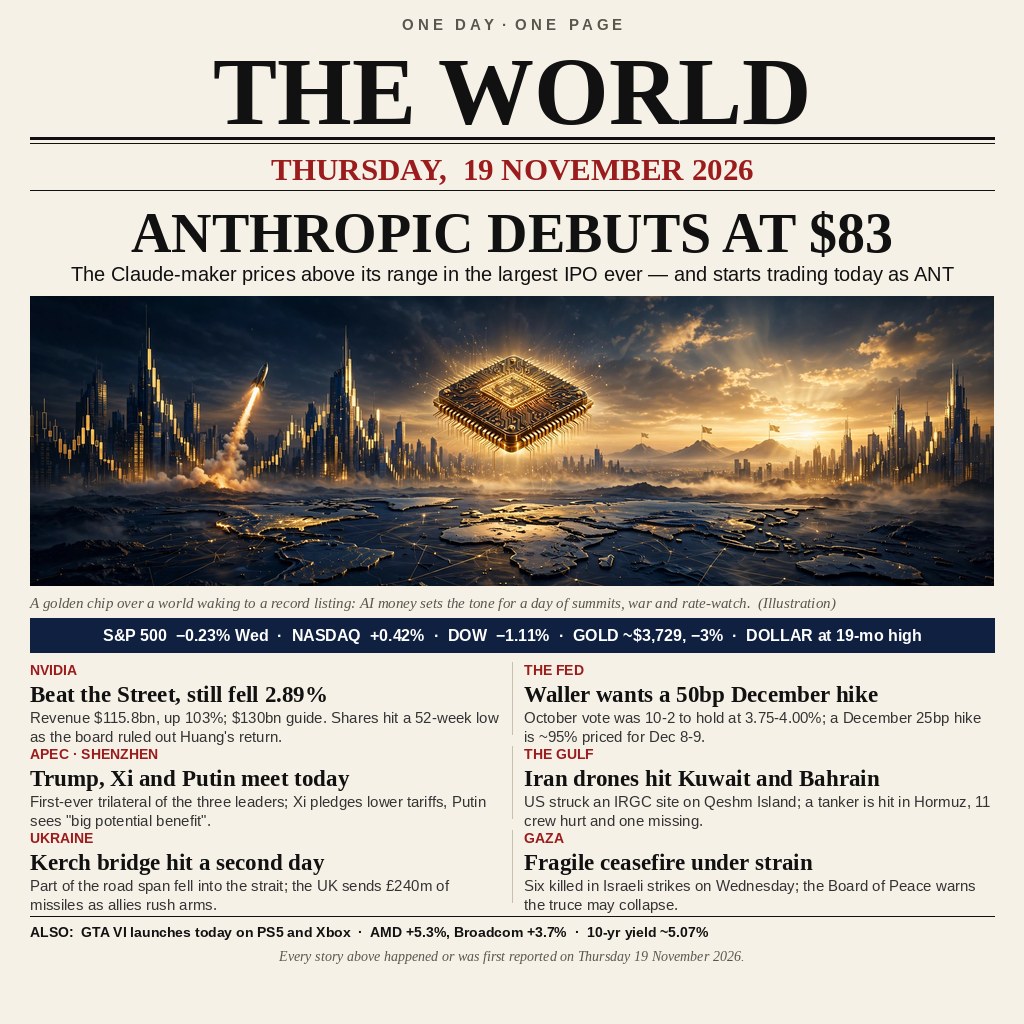 ONE DAY · ONE PAGE
THE WORLD
THURSDAY, 19 NOVEMBER 2026
ANTHROPIC DEBUTS AT $83
The Claude-maker prices above its range in the largest IPO ever — and starts trading today as ANT
A golden chip over a world waking to a record listing: AI money sets the tone for a day of summits, war and rate-watch. (Illustration)
S&P 500 −0.23% Wed · NASDAQ +0.42% · DOW −1.11% · GOLD ~$3,729, −3% · DOLLAR at 19-mo high
NVIDIA
Beat the Street, still fell 2.89%
Revenue $115.8bn, up 103%; $130bn guide. Shares hit a 52-week low
as the board ruled out Huang's return.
THE FED
Waller wants a 50bp December hike
October vote was 10-2 to hold at 3.75-4.00%; a December 25bp hike
is ~95% priced for Dec 8-9.
APEC · SHENZHEN
Trump, Xi and Putin meet today
First-ever trilateral of the three leaders; Xi pledges lower tariffs, Putin
sees "big potential benefit".
THE GULF
Iran drones hit Kuwait and Bahrain
US struck an IRGC site on Qeshm Island; a tanker is hit in Hormuz, 11
crew hurt and one missing.
UKRAINE
Kerch bridge hit a second day
Part of the road span fell into the strait; the UK sends £240m of
missiles as allies rush arms.
GAZA
Fragile ceasefire under strain
Six killed in Israeli strikes on Wednesday; the Board of Peace warns
the truce may collapse.
ALSO: GTA VI launches today on PS5 and Xbox · AMD +5.3%, Broadcom +3.7% · 10-yr yield ~5.07%
Every story above happened or was first reported on Thursday 19 November 2026.